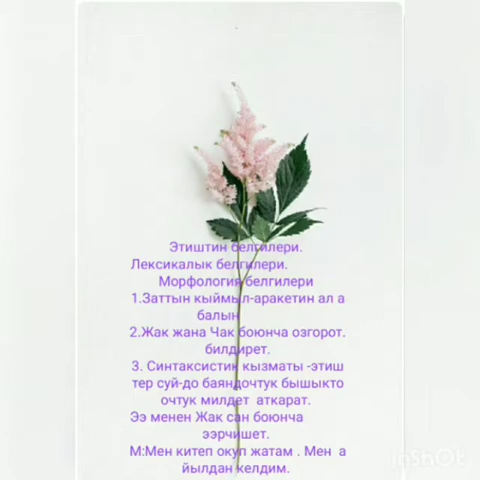 Этиштин белгилери.
Лексикалык белгилери.
Морфология белгилери
1.Заттын кыймыл-аракетин ал а
балын
2.Жак жана Чак боюнча озгорот.
билдирет.
3. Синтаксистик кызматы -этиш
тер суй-до баяндочтук бышыкто
очтук милдет аткарат.
Ээ менен Жак сан боюнча
ээрчишет.
М:Мен китеп окуп жатам . Мен а
йылдан келдим.
InShOt